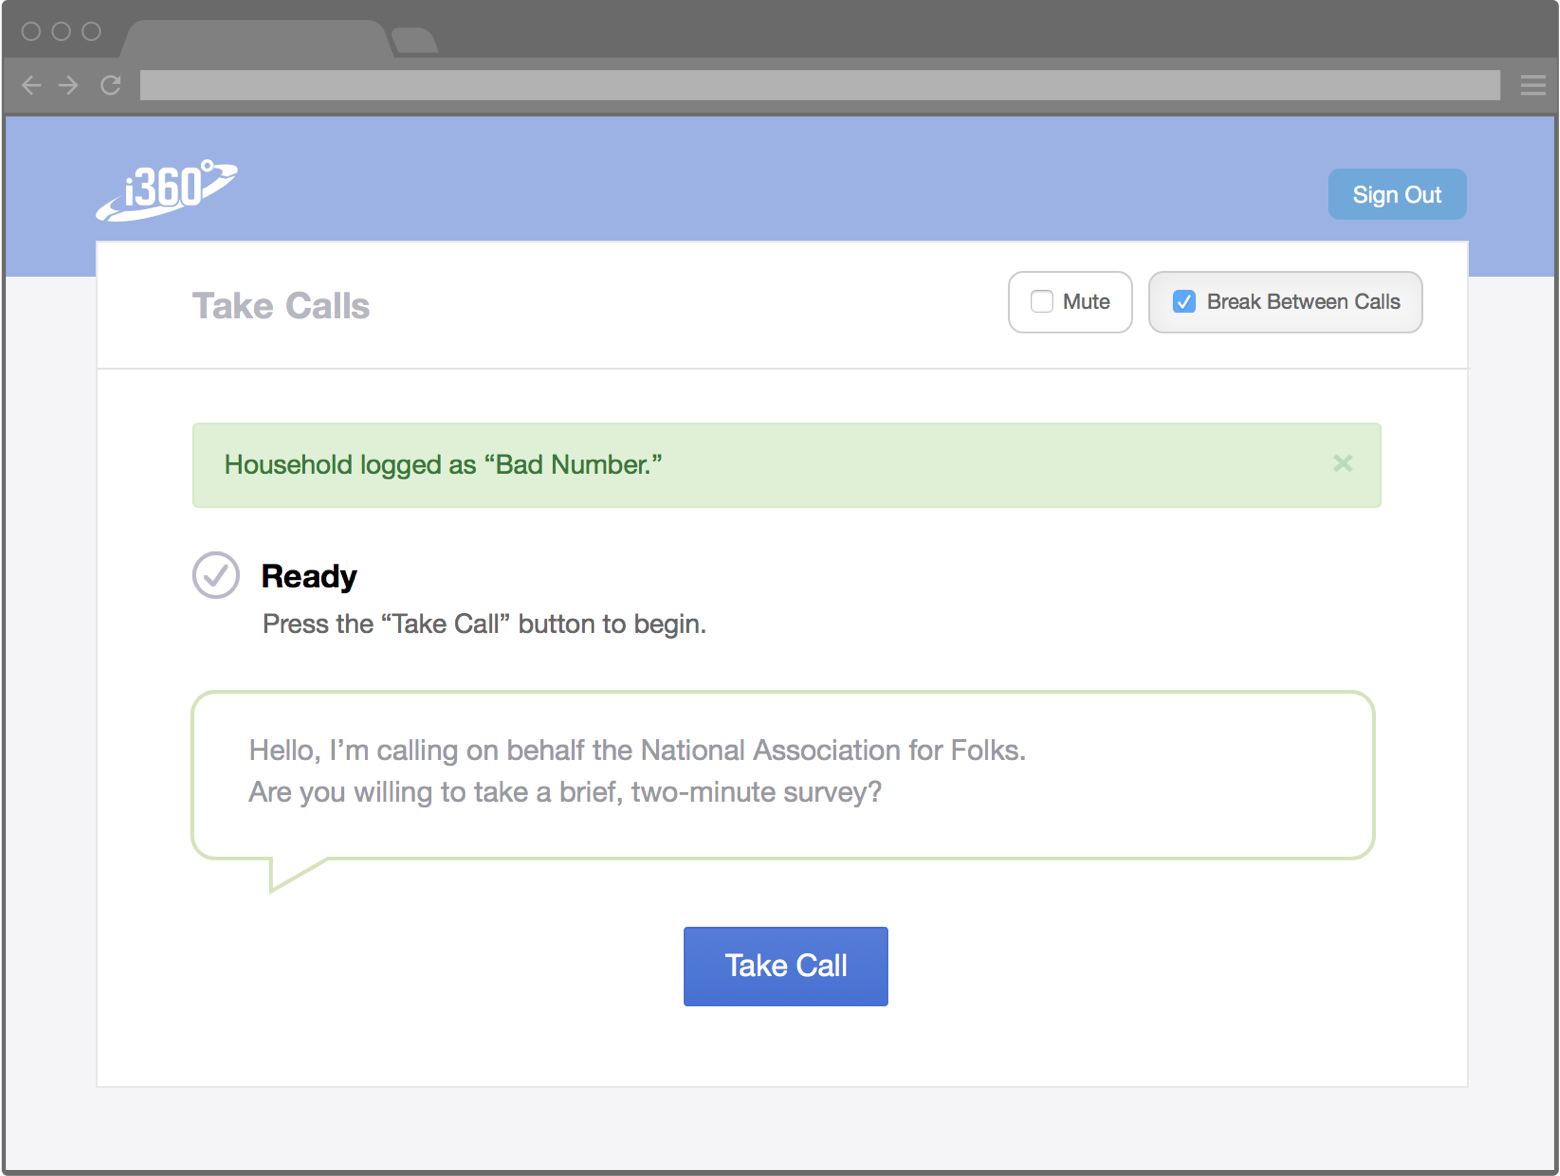 i360°
Sign Out
Take Calls
Mute
Break Between Calls
Household logged as “Bad Number.”
Ready
Press the “Take Call” button to begin.
Hello, I’m calling on behalf the National Association for Folks.
Are you willing to take a brief, two-minute survey?
Take Call